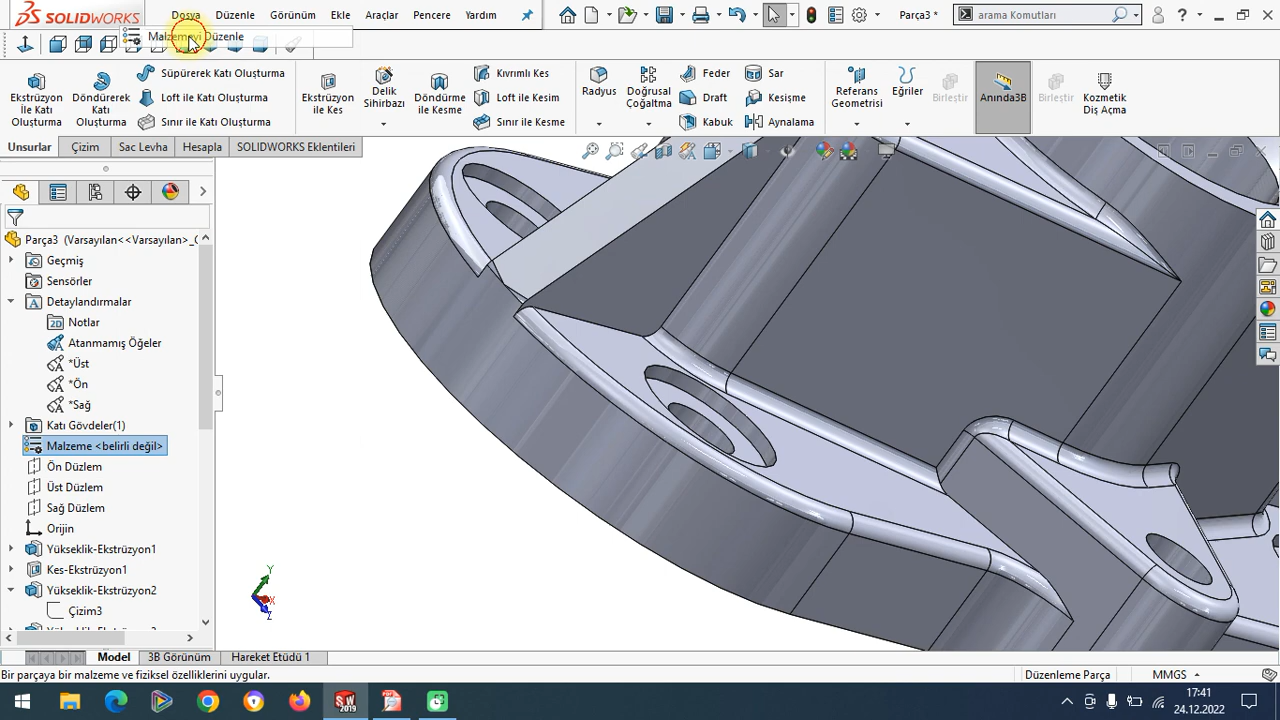 SOLIDWORKS Dosya Düzenle Görünüm Ekle Araçlar Pencere Yardım Parça3 * arama Komutları ?
Malzemeyi Düzenle
Ekstrüzyon İle Katı Oluşturma
Döndürerek Katı Oluşturma
Süpürerek Katı Oluşturma
Loft ile Katı Oluşturma
Sınır ile Katı Oluşturma
Ekstrüzyon ile Kes
Delik Sihirbazı
Döndürme ile Kesme
Kıvrımlı Kes
Loft ile Kesim
Sınır ile Kesme
Radyus
Doğrusal Çoğaltma
Feder
Draft
Kabuk
Sar
Kesişme
Aynalama
Referans Geometrisi
Eğriler
Birleştir
Anında3B
Birleştir
Kozmetik Diş Açma
Unsurlar Çizim Sac Levha Hesapla SOLIDWORKS Eklentileri
Parça3 (Varsayılan<<Varsayılan>_
Geçmiş
Sensörler
Detaylandırmalar
Notlar
Atanmamış Öğeler
*Üst
*Ön
*Sağ
Katı Gövdeler(1)
Malzeme <belirli değil>
Ön Düzlem
Üst Düzlem
Sağ Düzlem
Orijin
Yükseklik-Ekstrüzyon1
Kes-Ekstrüzyon1
Yükseklik-Ekstrüzyon2
Çizim3
Y
X
Z
Model 3B Görünüm Hareket Etüdü 1
Bir parçaya bir malzeme ve fiziksel özelliklerini uygular. Düzenleme Parça MMGS
SW 2019
17:41
24.12.2022